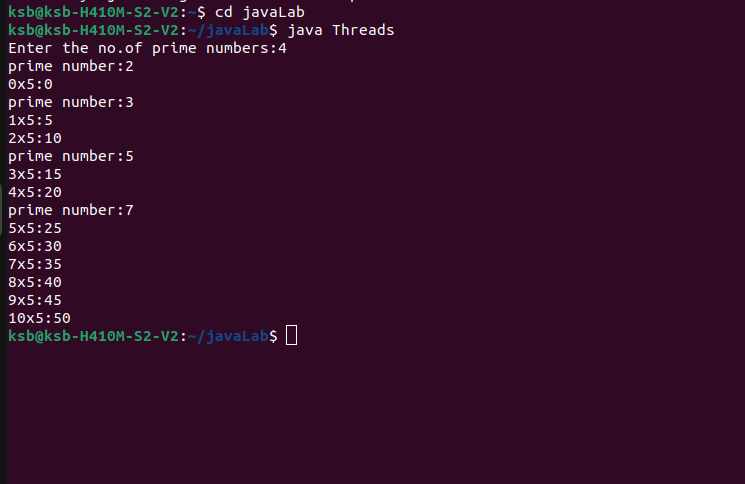 ksb@ksb-H410M-S2-V2:~$ cd javaLab
ksb@ksb-H410M-S2-V2:~/javaLab$ java Threads
Enter the no.of prime numbers:4
prime number:2
0x5:0
prime number:3
1x5:5
2x5:10
prime number:5
3x5:15
4x5:20
prime number:7
5x5:25
6x5:30
7x5:35
8x5:40
9x5:45
10x5:50
ksb@ksb-H410M-S2-V2:~/javaLab$